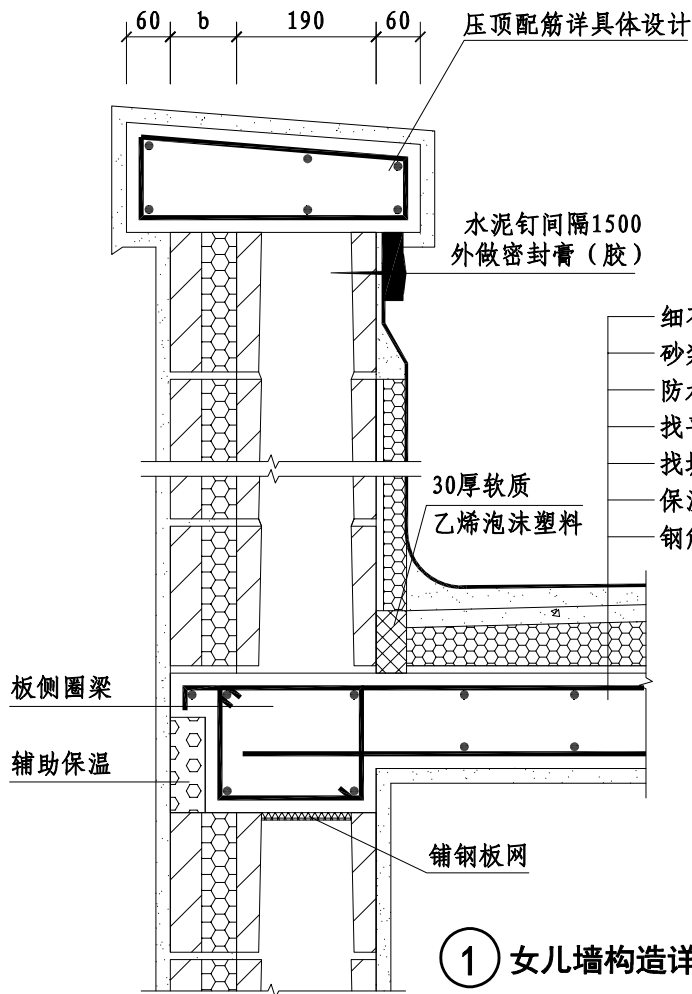 60 b 190 60
压顶配筋详具体设计
水泥钉间隔1500
外做密封膏（胶）
细
砂
防
找
找
保
钢
30厚软质
乙烯泡沫塑料
板侧圈梁
辅助保温
铺钢板网
1 女儿墙构造详